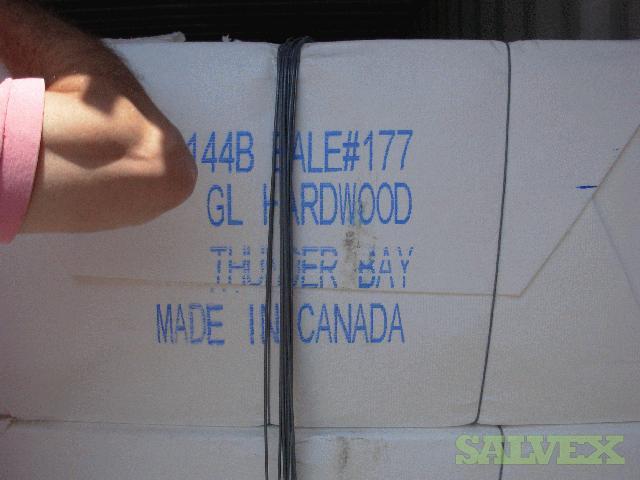 144B BALE#177
GL HARDWOOD
THUNDER BAY
MADE IN CANADA
SALVEX